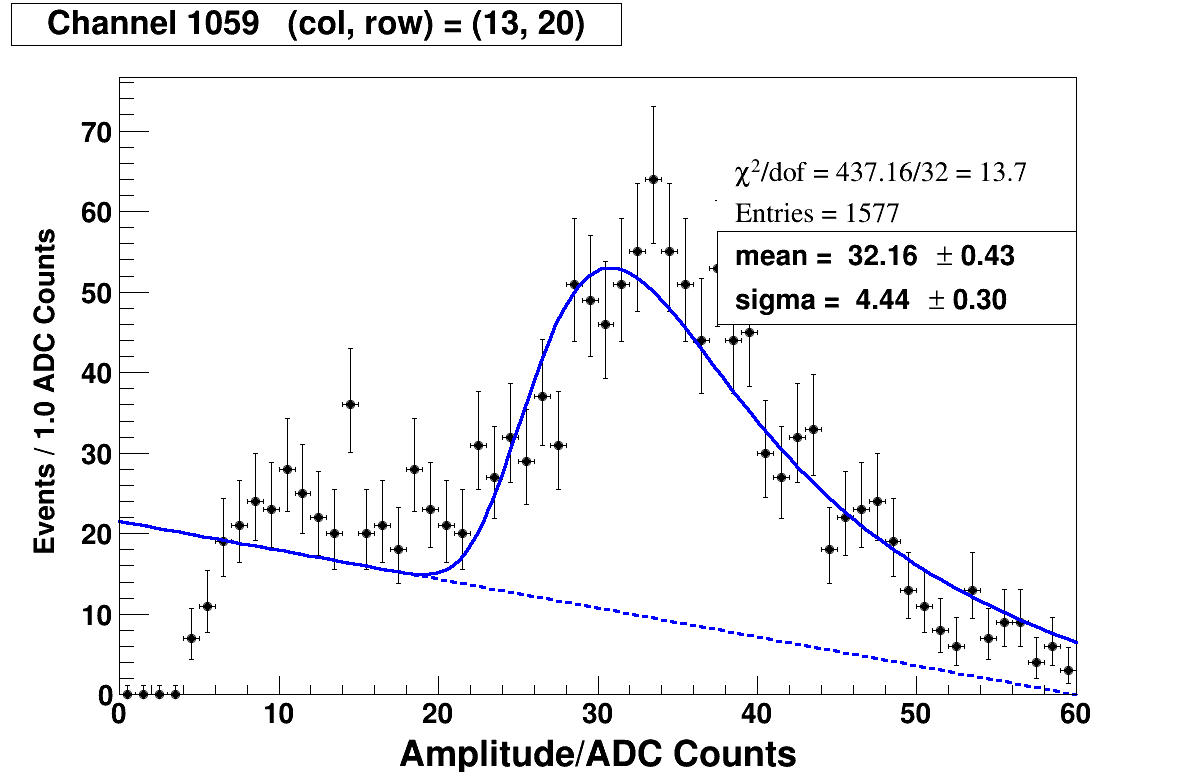 Channel 1059 (col, row) = (13, 20)
χ²/dof = 437.16/32 = 13.7
Entries = 1577
mean = 32.16 ± 0.43
sigma = 4.44 ± 0.30
Events / 1.0 ADC Counts
70
60
50
40
30
20
10
0
0 10 20 30 40 50 60
Amplitude/ADC Counts